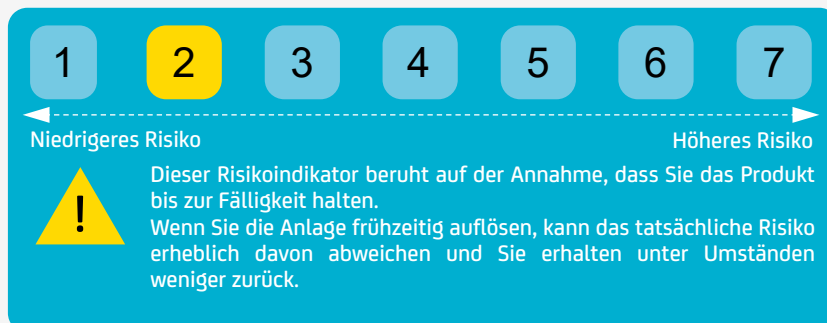 1 2 3 4 5 6 7
Niedrigeres Risiko Höheres Risiko
Dieser Risikoindikator beruht auf der Annahme, dass Sie das Produkt
bis zur Fälligkeit halten.
Wenn Sie die Anlage frühzeitig auflösen, kann das tatsächliche Risiko
erheblich davon abweichen und Sie erhalten unter Umständen
weniger zurück.
!